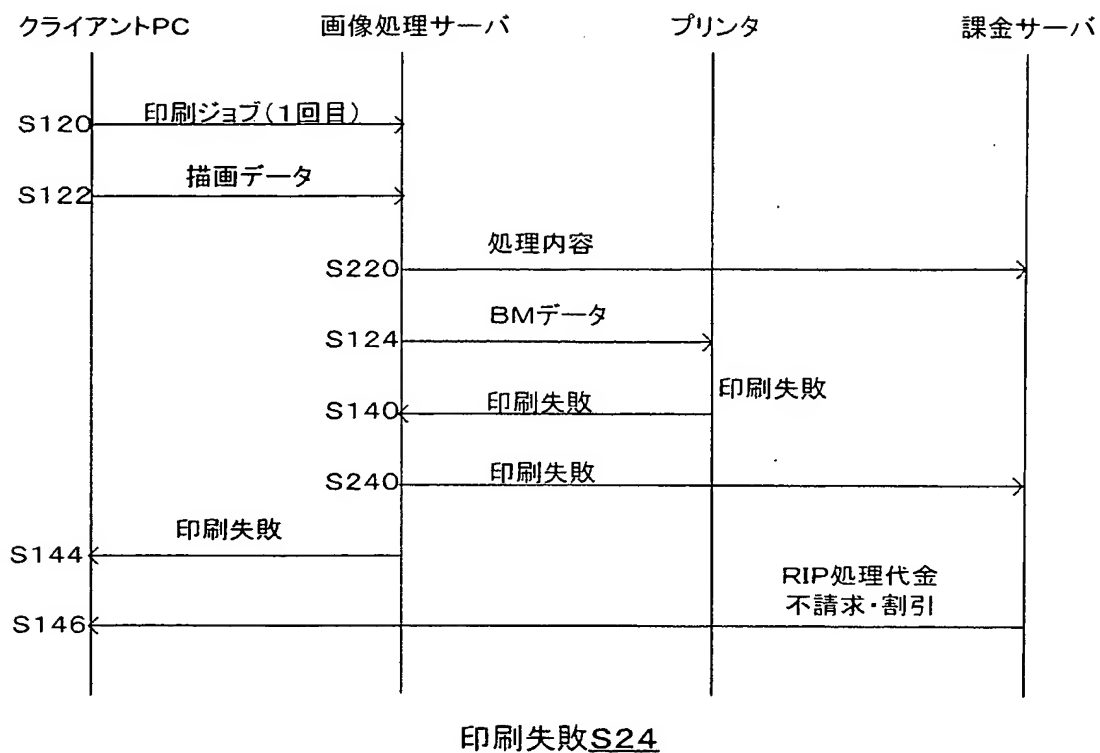 クライアントPC 画像処理サーバ プリンタ 課金サーバ
S120 印刷ジョブ(1回目)
S122 描画データ
処理内容
S220
BMデータ
S124
印刷失敗
S140 印刷失敗
S240 印刷失敗
印刷失敗
S144
RIP処理代金
不請求・割引
S146
印刷失敗S24